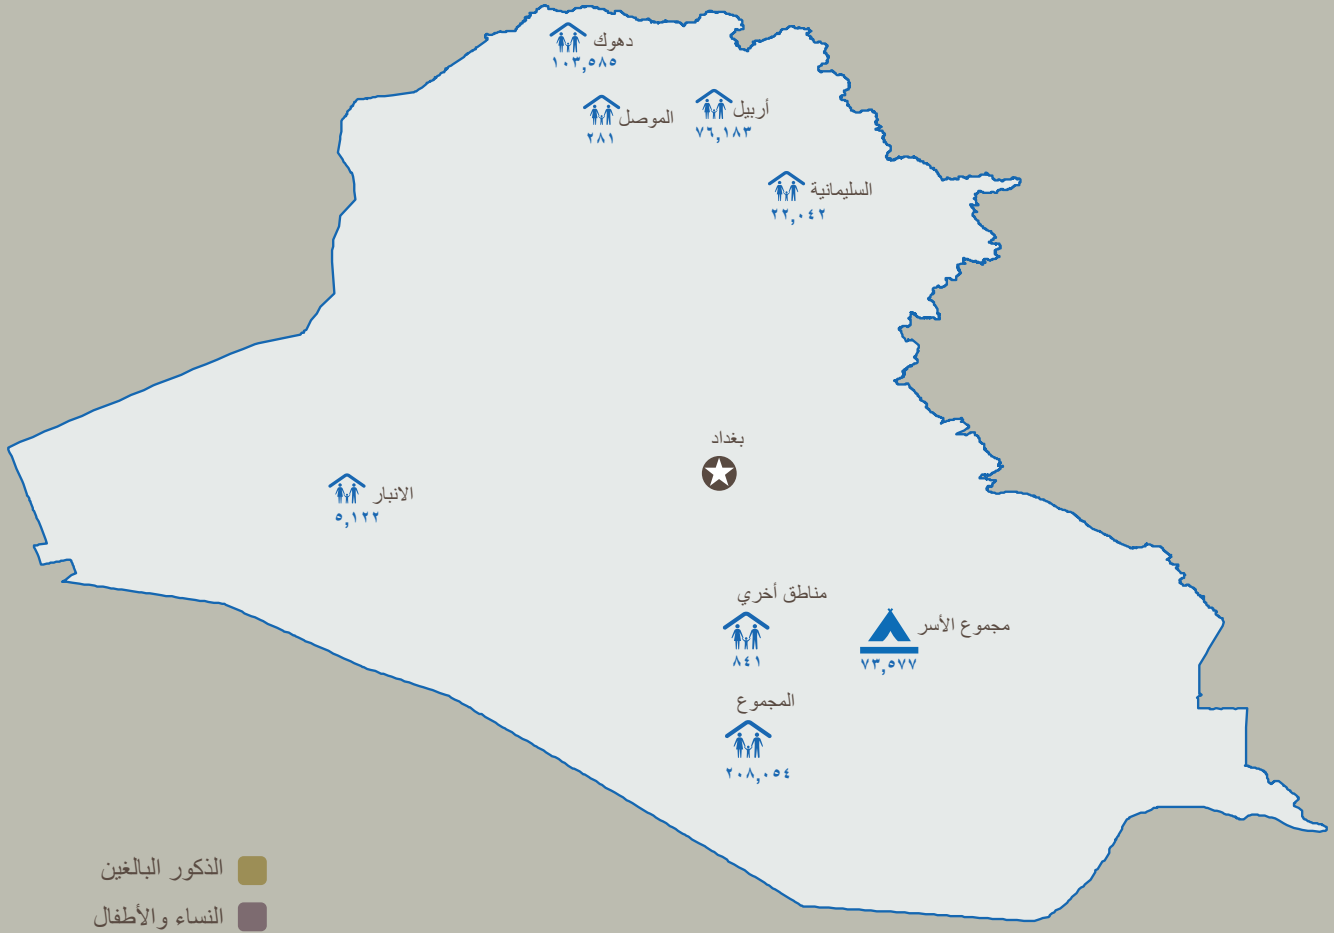 دهوك
١٠٣,٥٨٥
أربيل
٧٦,١٨٣
الموصل
٢٨١
السليمانية
٢٢,٠٤٢
بغداد
الانبار
٥,١٢٢
مناطق أخري
٨٤١
مجموع الأسر
٧٣,٥٧٧
المجموع
٢٠٨,٠٥٤
الذكور البالغين
النساء والأطفال